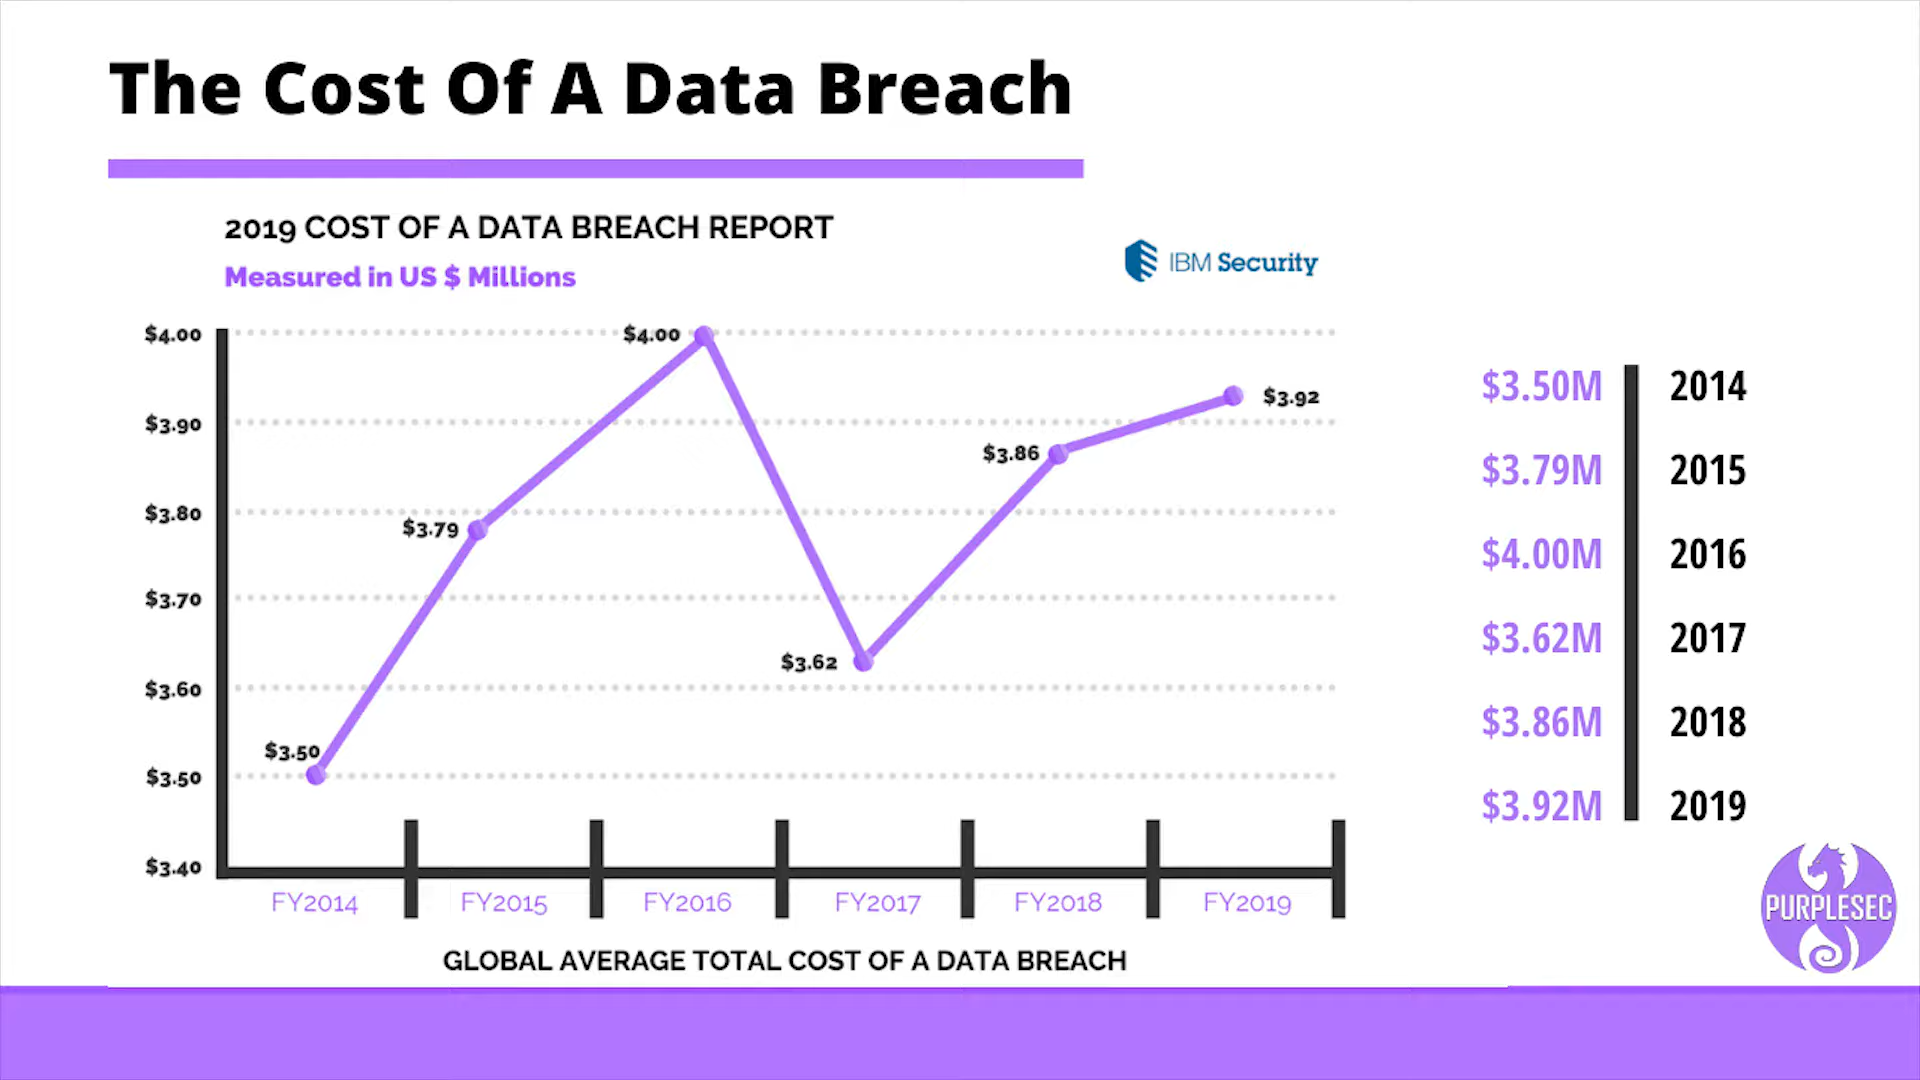 The Cost Of A Data Breach
2019 COST OF A DATA BREACH REPORT
Measured in US $ Millions
IBM Security
$4.00
$3.90
$3.80
$3.70
$3.60
$3.50
$3.40
$3.50
$3.79
$4.00
$3.62
$3.86
$3.92
FY2014 FY2015 FY2016 FY2017 FY2018 FY2019
GLOBAL AVERAGE TOTAL COST OF A DATA BREACH
$3.50M 2014
$3.79M 2015
$4.00M 2016
$3.62M 2017
$3.86M 2018
$3.92M 2019
PURPLESEC